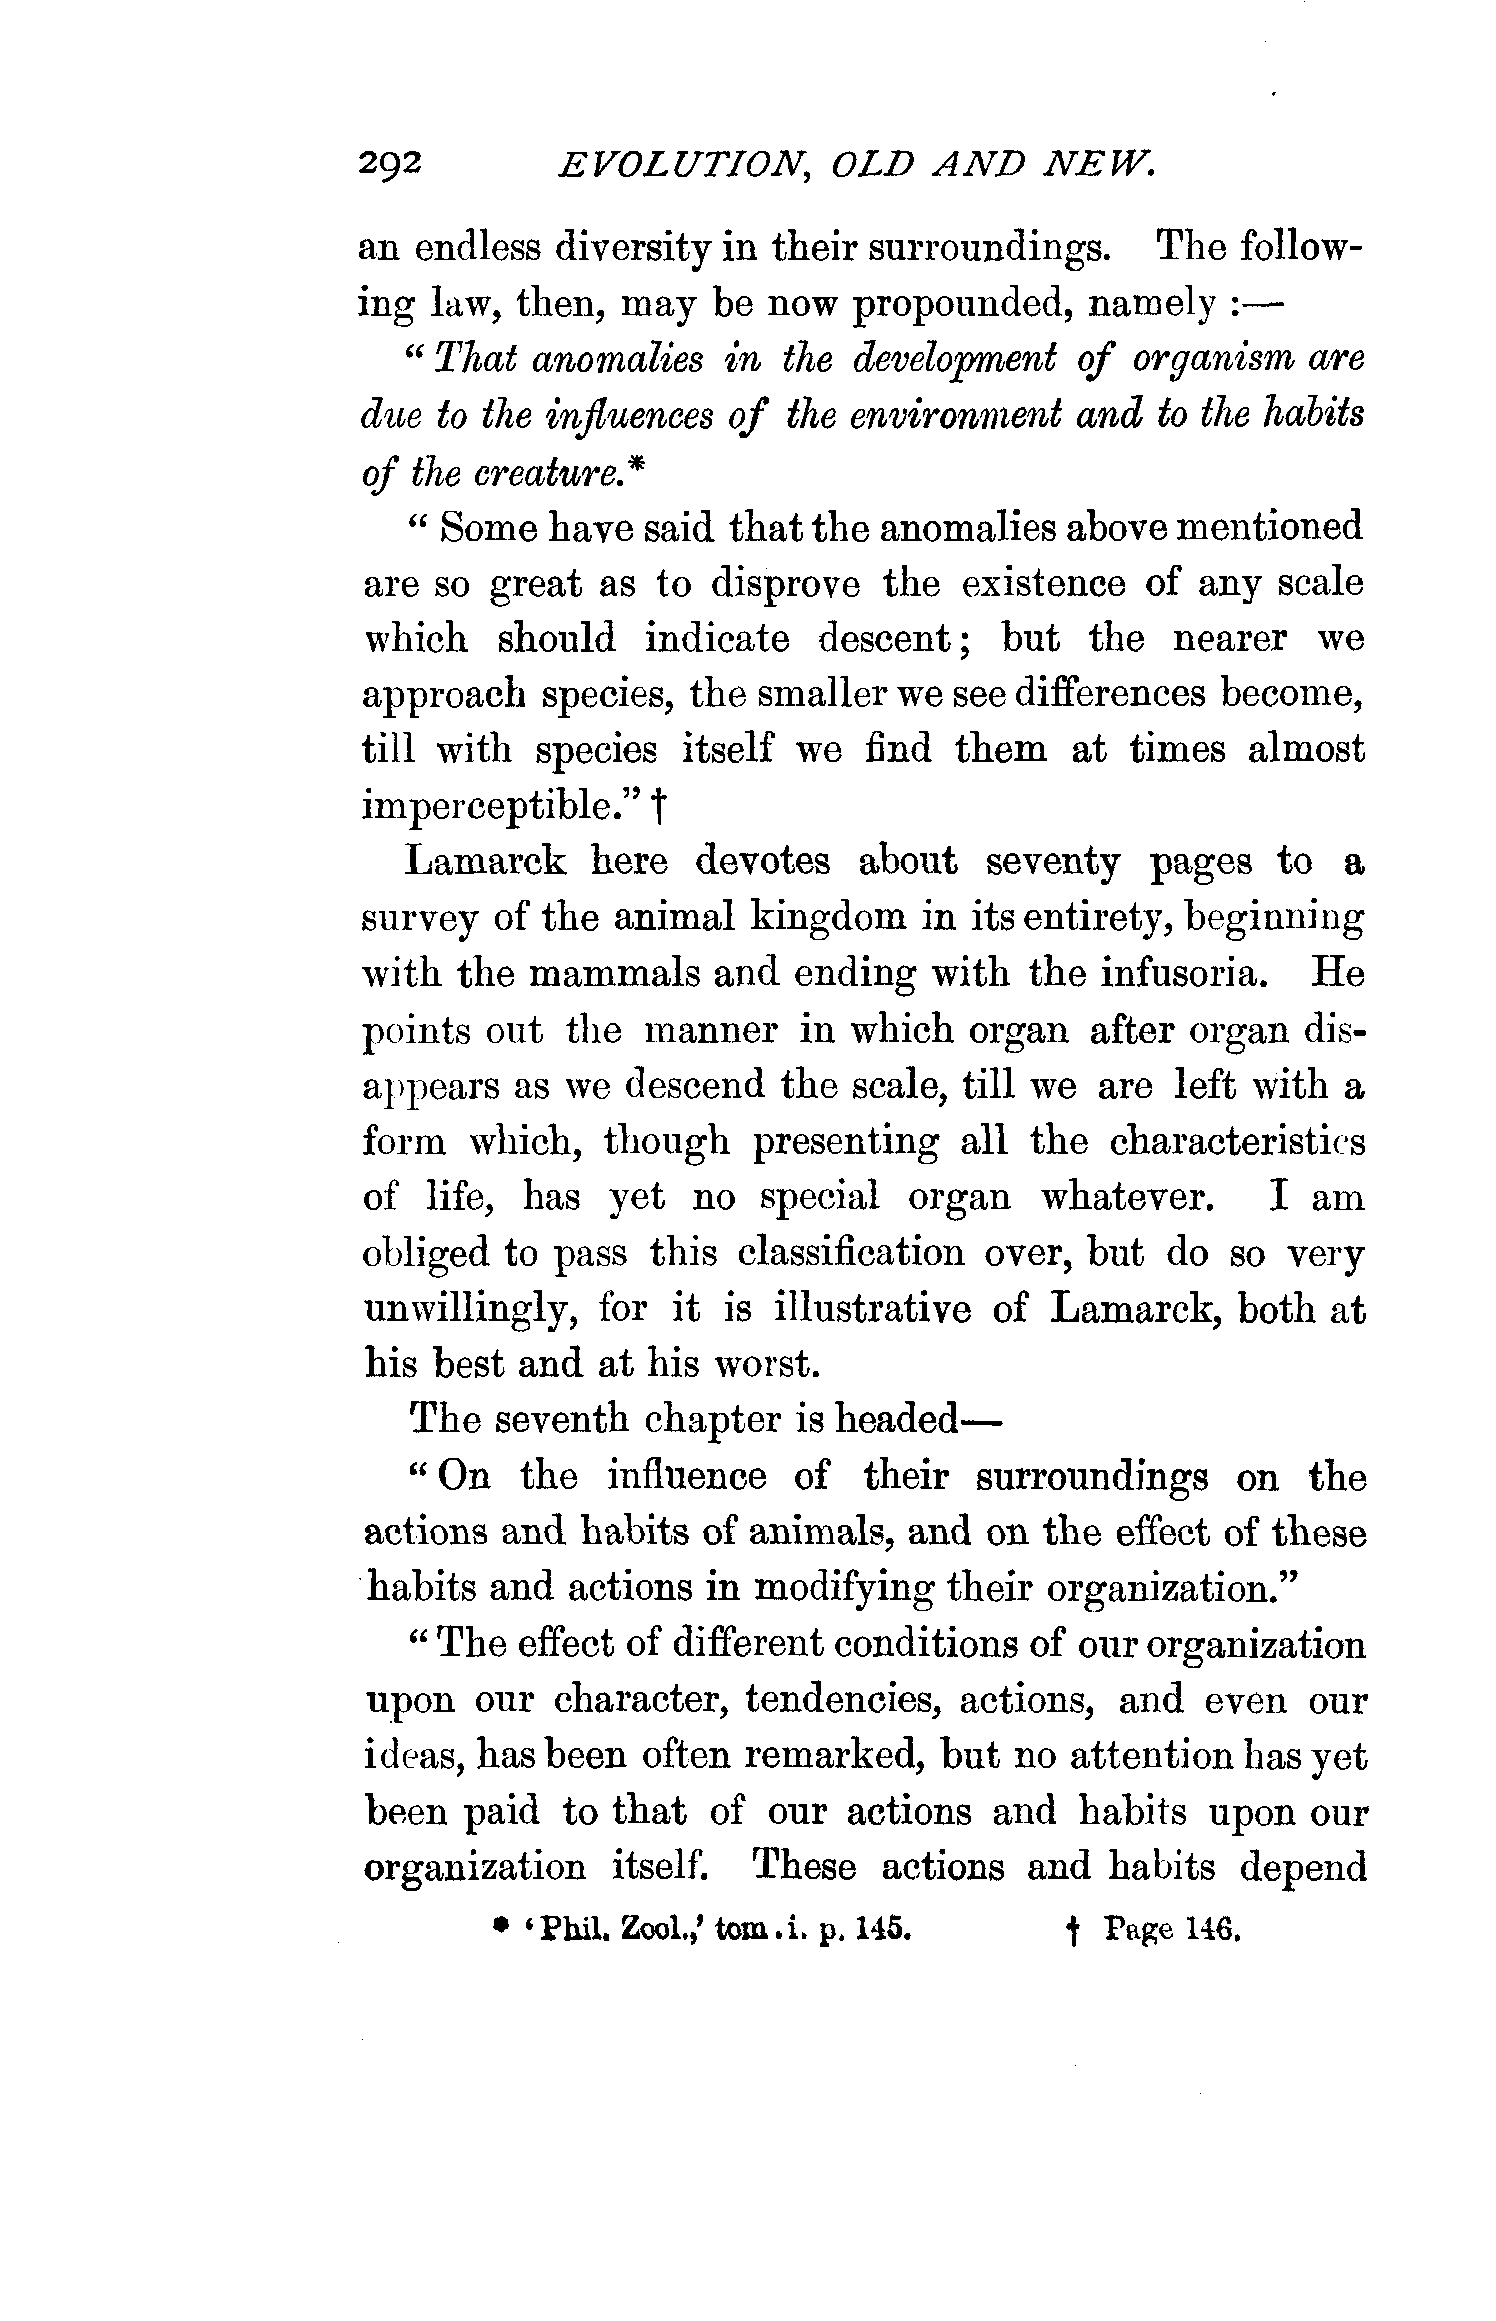 292 EVOLUTION, OLD AND NEW.
an endless diversity in their surroundings. The follow-
ing law, then, may be now propounded, namely :—
“ That anomalies in the development of organism are
due to the influences of the environment and to the habits
of the creature.*
“ Some have said that the anomalies above mentioned
are so great as to disprove the existence of any scale
which should indicate descent ; but the nearer we
approach species, the smaller we see differences become,
till with species itself we find them at times almost
imperceptible.” †
Lamarck here devotes about seventy pages to a
survey of the animal kingdom in its entirety, beginning
with the mammals and ending with the infusoria. He
points out the manner in which organ after organ dis-
appears as we descend the scale, till we are left with a
form which, though presenting all the characteristics
of life, has yet no special organ whatever. I am
obliged to pass this classification over, but do so very
unwillingly, for it is illustrative of Lamarck, both at
his best and at his worst.
The seventh chapter is headed—
“ On the influence of their surroundings on the
actions and habits of animals, and on the effect of these
habits and actions in modifying their organization.”
“ The effect of different conditions of our organization
upon our character, tendencies, actions, and even our
ideas, has been often remarked, but no attention has yet
been paid to that of our actions and habits upon our
organization itself. These actions and habits depend
* ‘ Phil. Zool.,’ tom. i. p. 145. † Page 146.